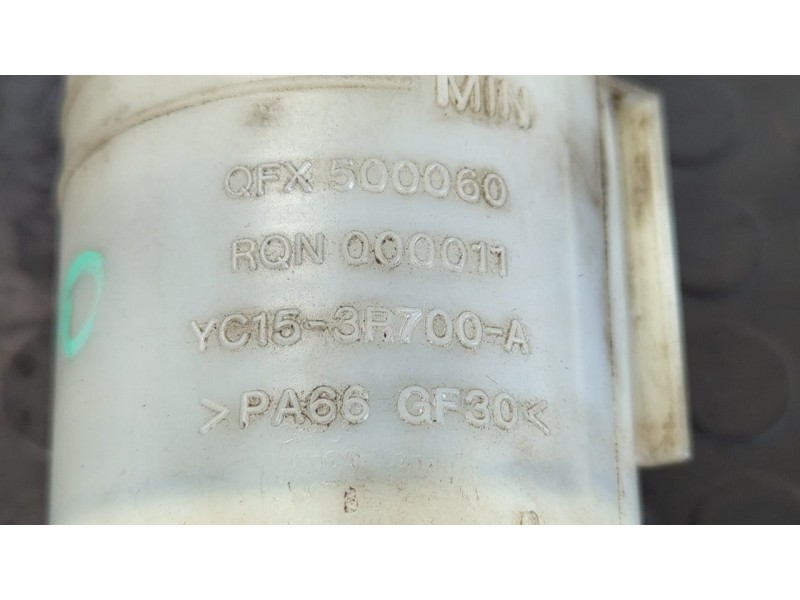 MIN
QFX 500060
RQN 000011
YC15-3R700-A
>PA66 GF30<